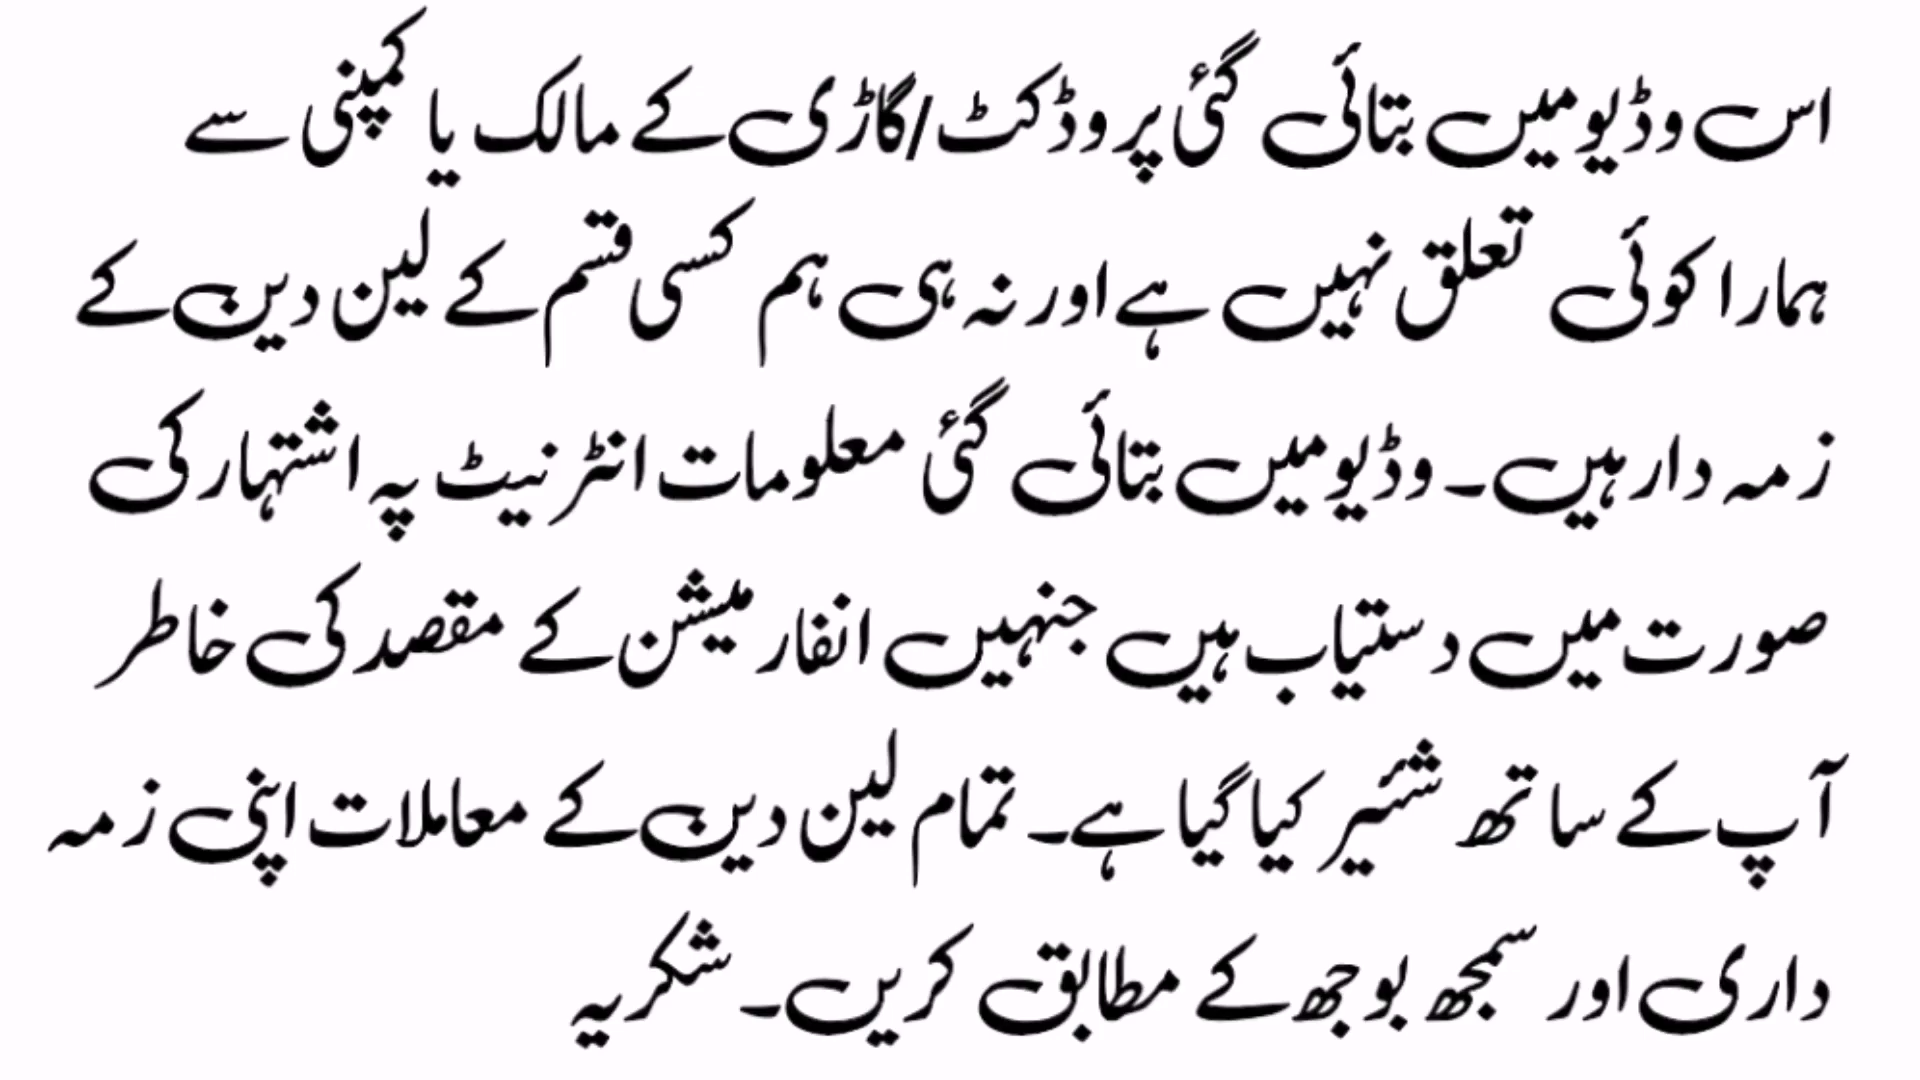 اس وڈیو میں بتائی گئی پروڈکٹ/گاڑی کے مالک یا کمپنی سے
ہمارا کوئی تعلق نہیں ہے اور نہ ہی ہم کسی قسم کے لین دین کے
زمہ دار ہیں۔ وڈیو میں بتائی گئی معلومات انٹرنیٹ پہ اشتہار کی
صورت میں دستیاب ہیں جنہیں انفارمیشن کے مقصد کی خاطر
آپ کے ساتھ شئیر کیا گیا ہے۔ تمام لین دین کے معاملات اپنی زمہ
داری اور سمجھ بوجھ کے مطابق کریں۔ شکریہ